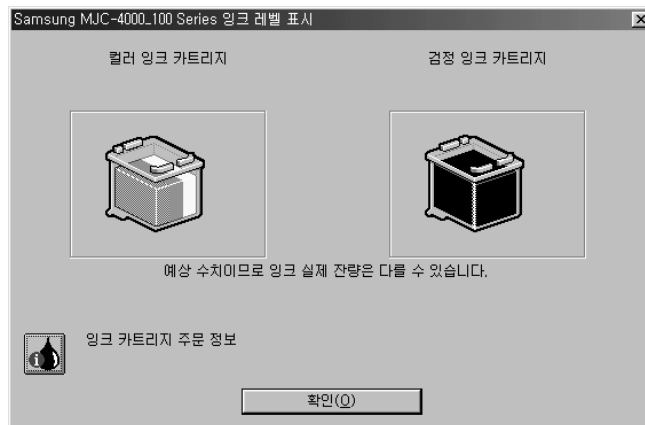 Samsung MJC-4000_100 Series 잉크 레벨 표시
컬러 잉크 카트리지
검정 잉크 카트리지
예상 수치이므로 잉크 실제 잔량은 다를 수 있습니다.
잉크 카트리지 주문 정보
확인(O)